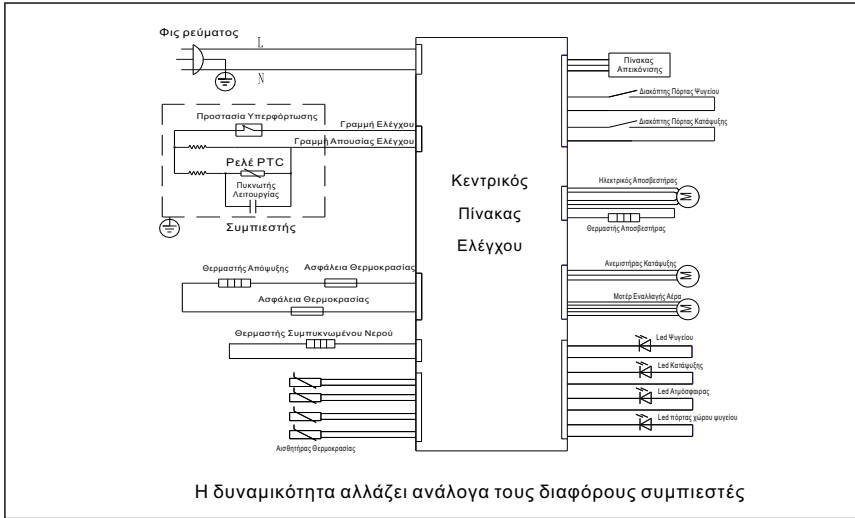 Φις ρεύματος
L
N
Προστασία Υπερφόρτωσης
Γραμμή Ελέγχου
Γραμμή Απουσίας Ελέγχου
Ρελέ PTC
Πυκνωτής
Λειτουργίας
Συμπιεστής
Θερμαστής Απόψυξης
Ασφάλεια Θερμοκρασίας
Ασφάλεια Θερμοκρασίας
Θερμαστής Συμπυκνωμένου Νερού
Αισθητήρας Θερμοκρασίας
Κεντρικός
Πίνακας
Ελέγχου
Πίνακας
Απεικόνισης
Διακόπτης Πόρτας Ψυγείου
Διακόπτης Πόρτας Κατάψυξης
Ηλεκτρικός Αποσβεστήρας
Θερμαστής Αποσβεστήρας
Ανεμιστήρας Κατάψυξης
Μοτέρ Εναλλαγής Αέρα
Led Ψυγείου
Led Κατάψυξης
Led Ατμόσφαιρας
Led πόρτας χώρου ψυγείου
Η δυναμικότητα αλλάζει ανάλογα τους διαφόρους συμπιεστές